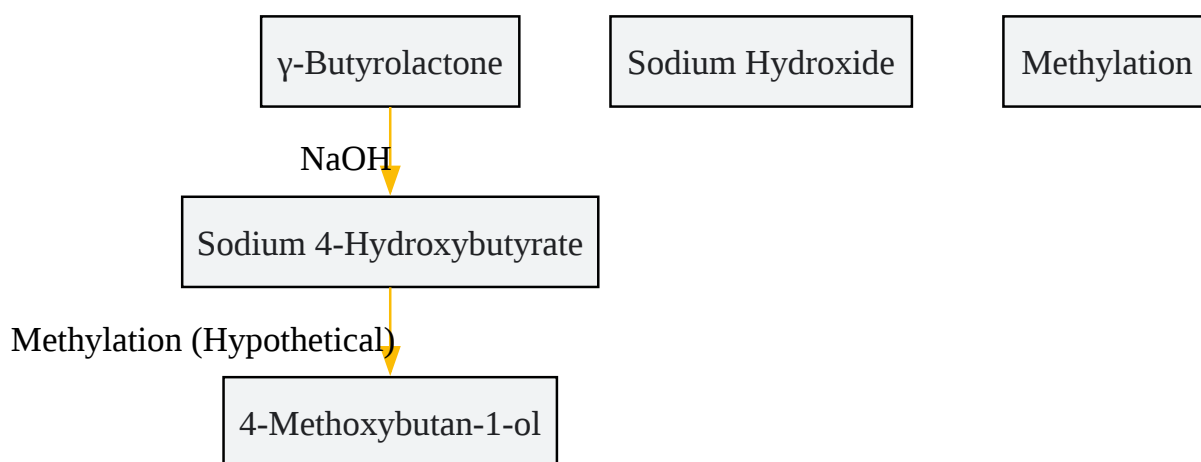 γ-Butyrolactone
Sodium Hydroxide
Methylation
NaOH
Sodium 4-Hydroxybutyrate
Methylation (Hypothetical)
4-Methoxybutan-1-ol